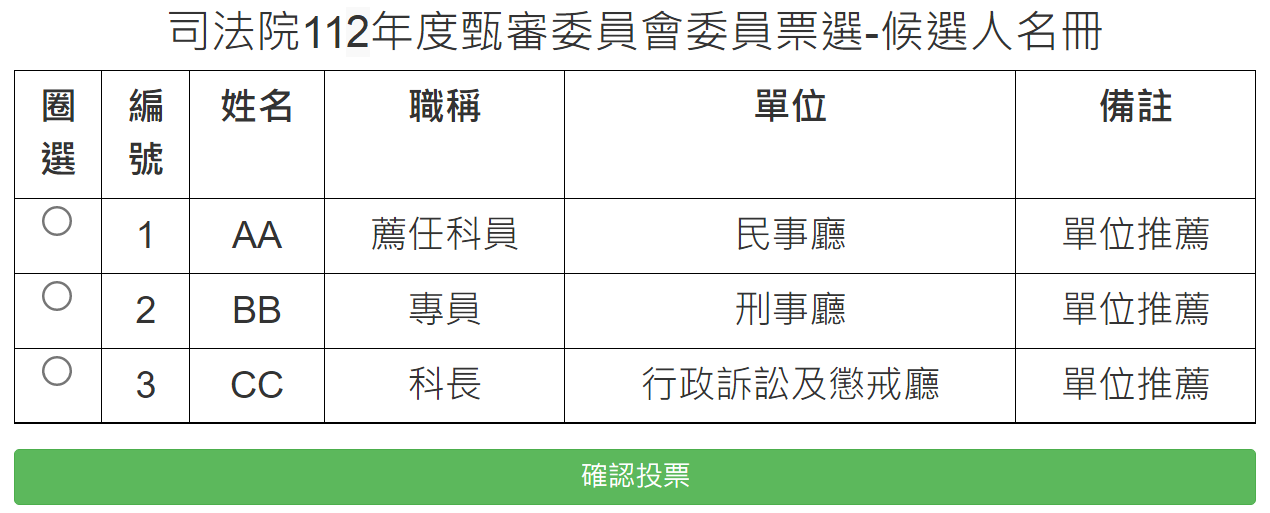 司法院112年度甄審委員會委員票選-候選人名冊
圈選 編號 姓名 職稱 單位 備註
1 AA 薦任科員 民事廳 單位推薦
2 BB 專員 刑事廳 單位推薦
3 CC 科長 行政訴訟及懲戒廳 單位推薦
確認投票